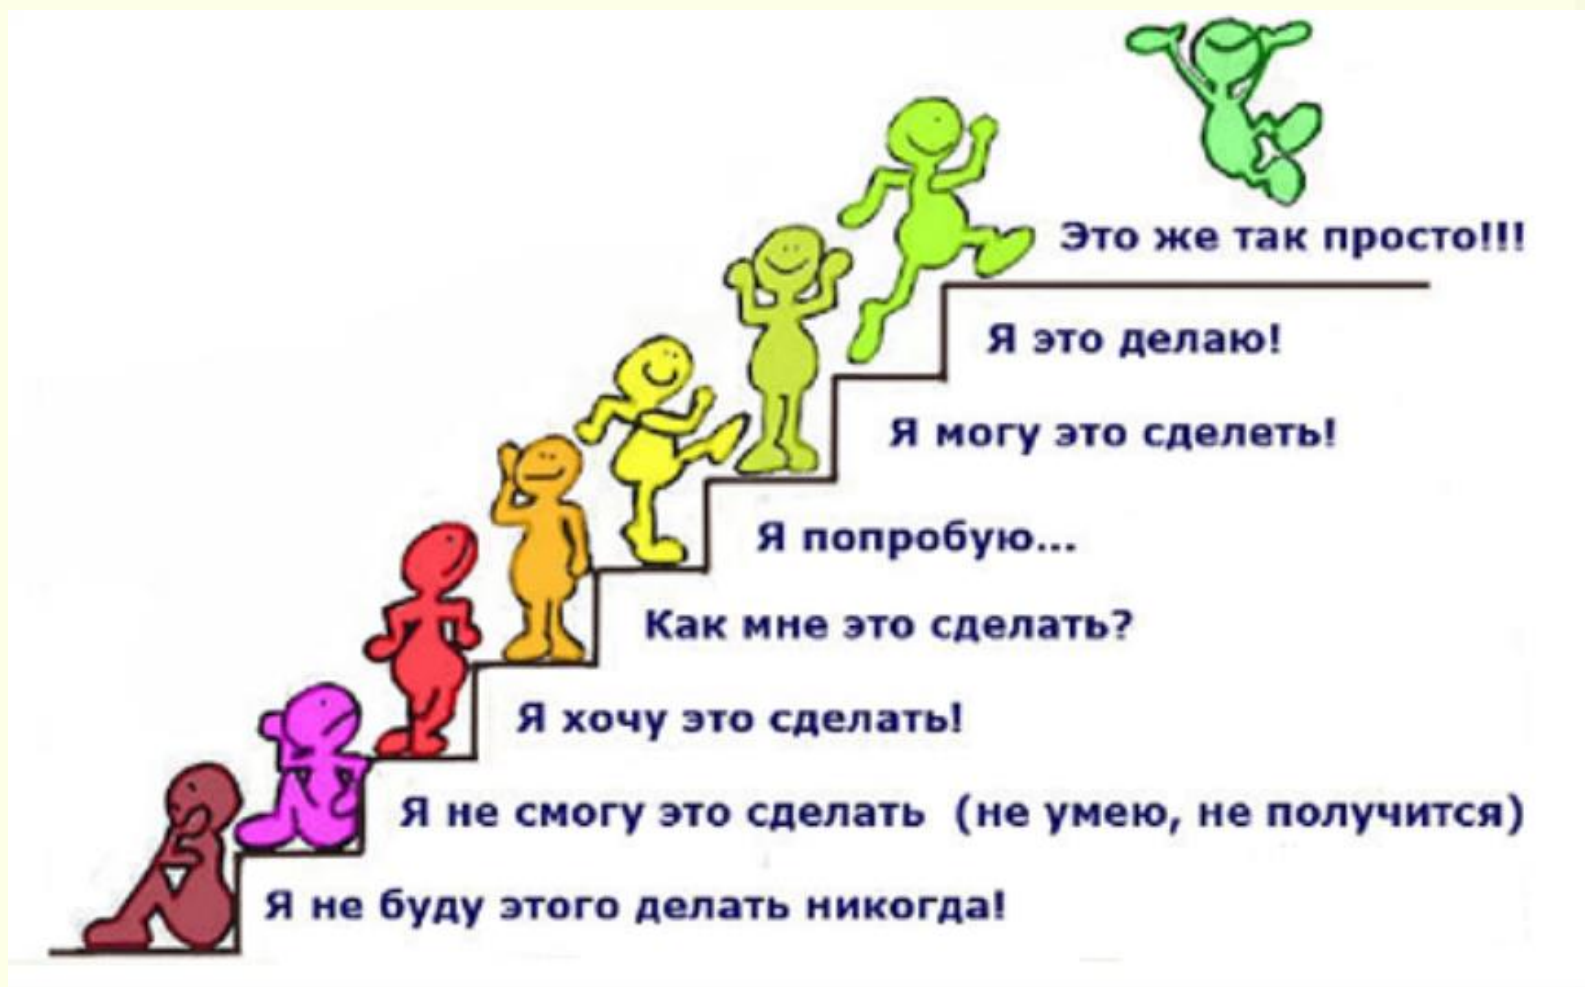 Это же так просто!!!
Я это делаю!
Я могу это сделеть!
Я попробую...
Как мне это сделать?
Я хочу это сделать!
Я не смогу это сделать (не умею, не получится)
Я не буду этого делать никогда!